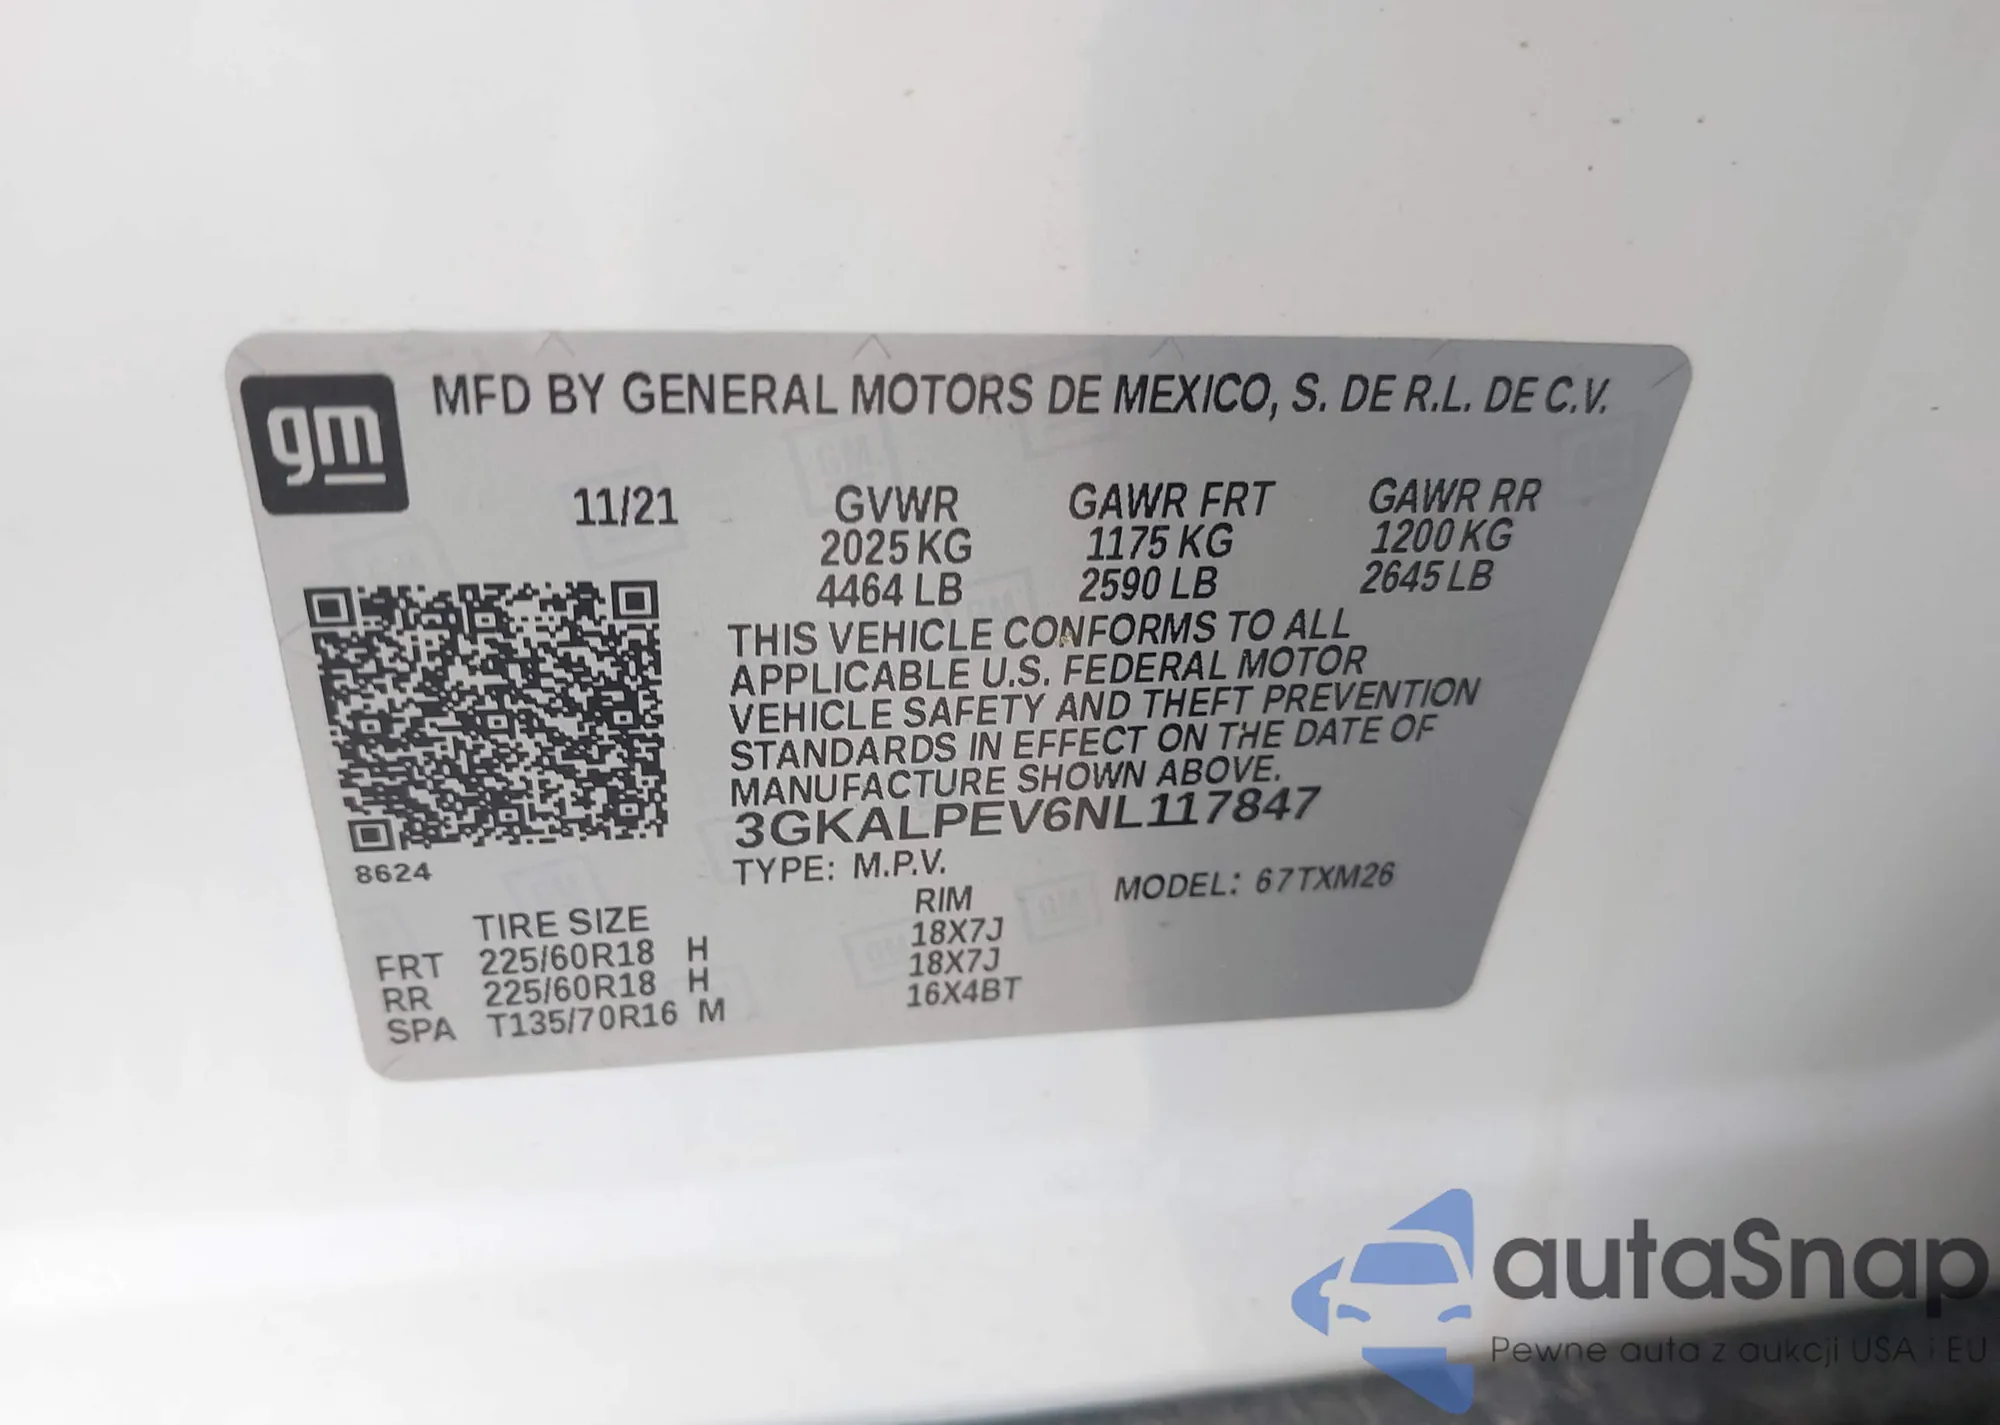 gm
MFD BY GENERAL MOTORS DE MEXICO, S. DE R.L. DE C.V.
11/21 GVWR GAWR FRT GAWR RR
2025 KG 1175 KG 1200 KG
4464 LB 2590 LB 2645 LB
THIS VEHICLE CONFORMS TO ALL
APPLICABLE U.S. FEDERAL MOTOR
VEHICLE SAFETY AND THEFT PREVENTION
STANDARDS IN EFFECT ON THE DATE OF
MANUFACTURE SHOWN ABOVE.
3GKALPEV6NL117847
8624
TYPE: M.P.V. MODEL: 67TXM26
TIRE SIZE RIM
FRT 225/60R18 H 18X7J
RR 225/60R18 H 18X7J
SPA T135/70R16 M 16X4BT
autaSnap
Pewne auta z aukcji USA i EU